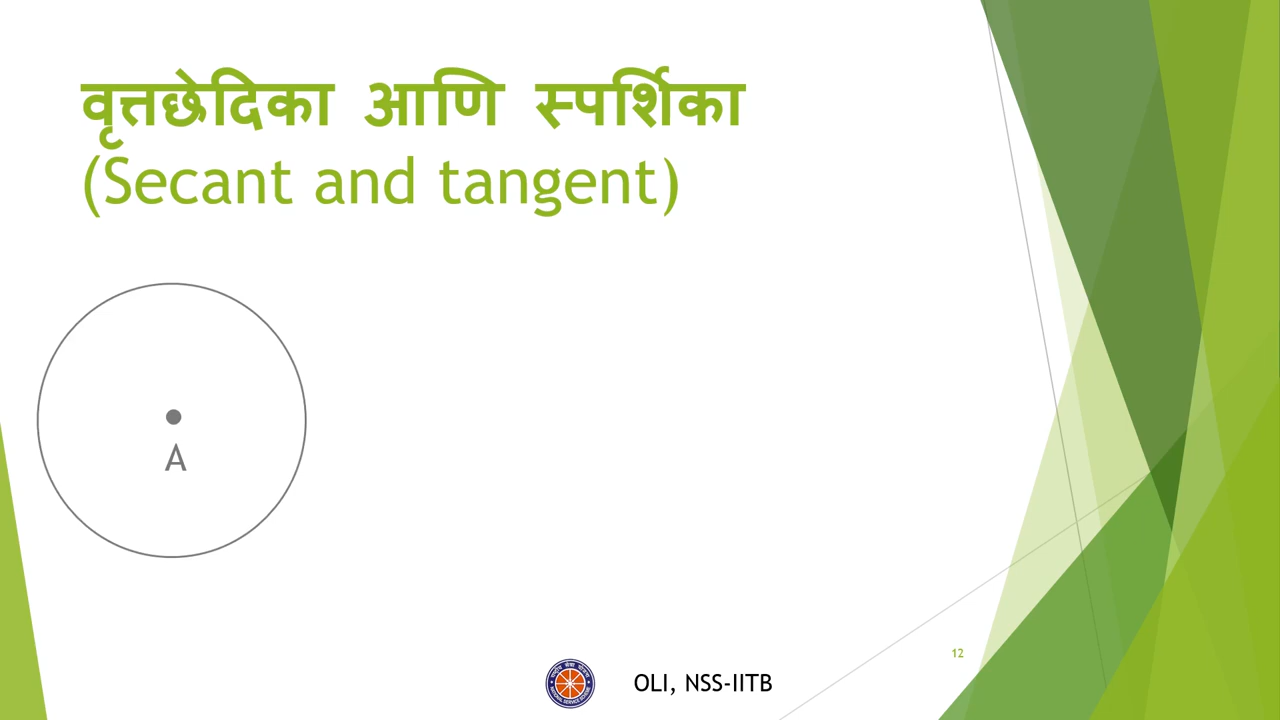 वृत्तछेदिका आणि स्पर्शिका
(Secant and tangent)
A
12
OLI, NSS-IITB